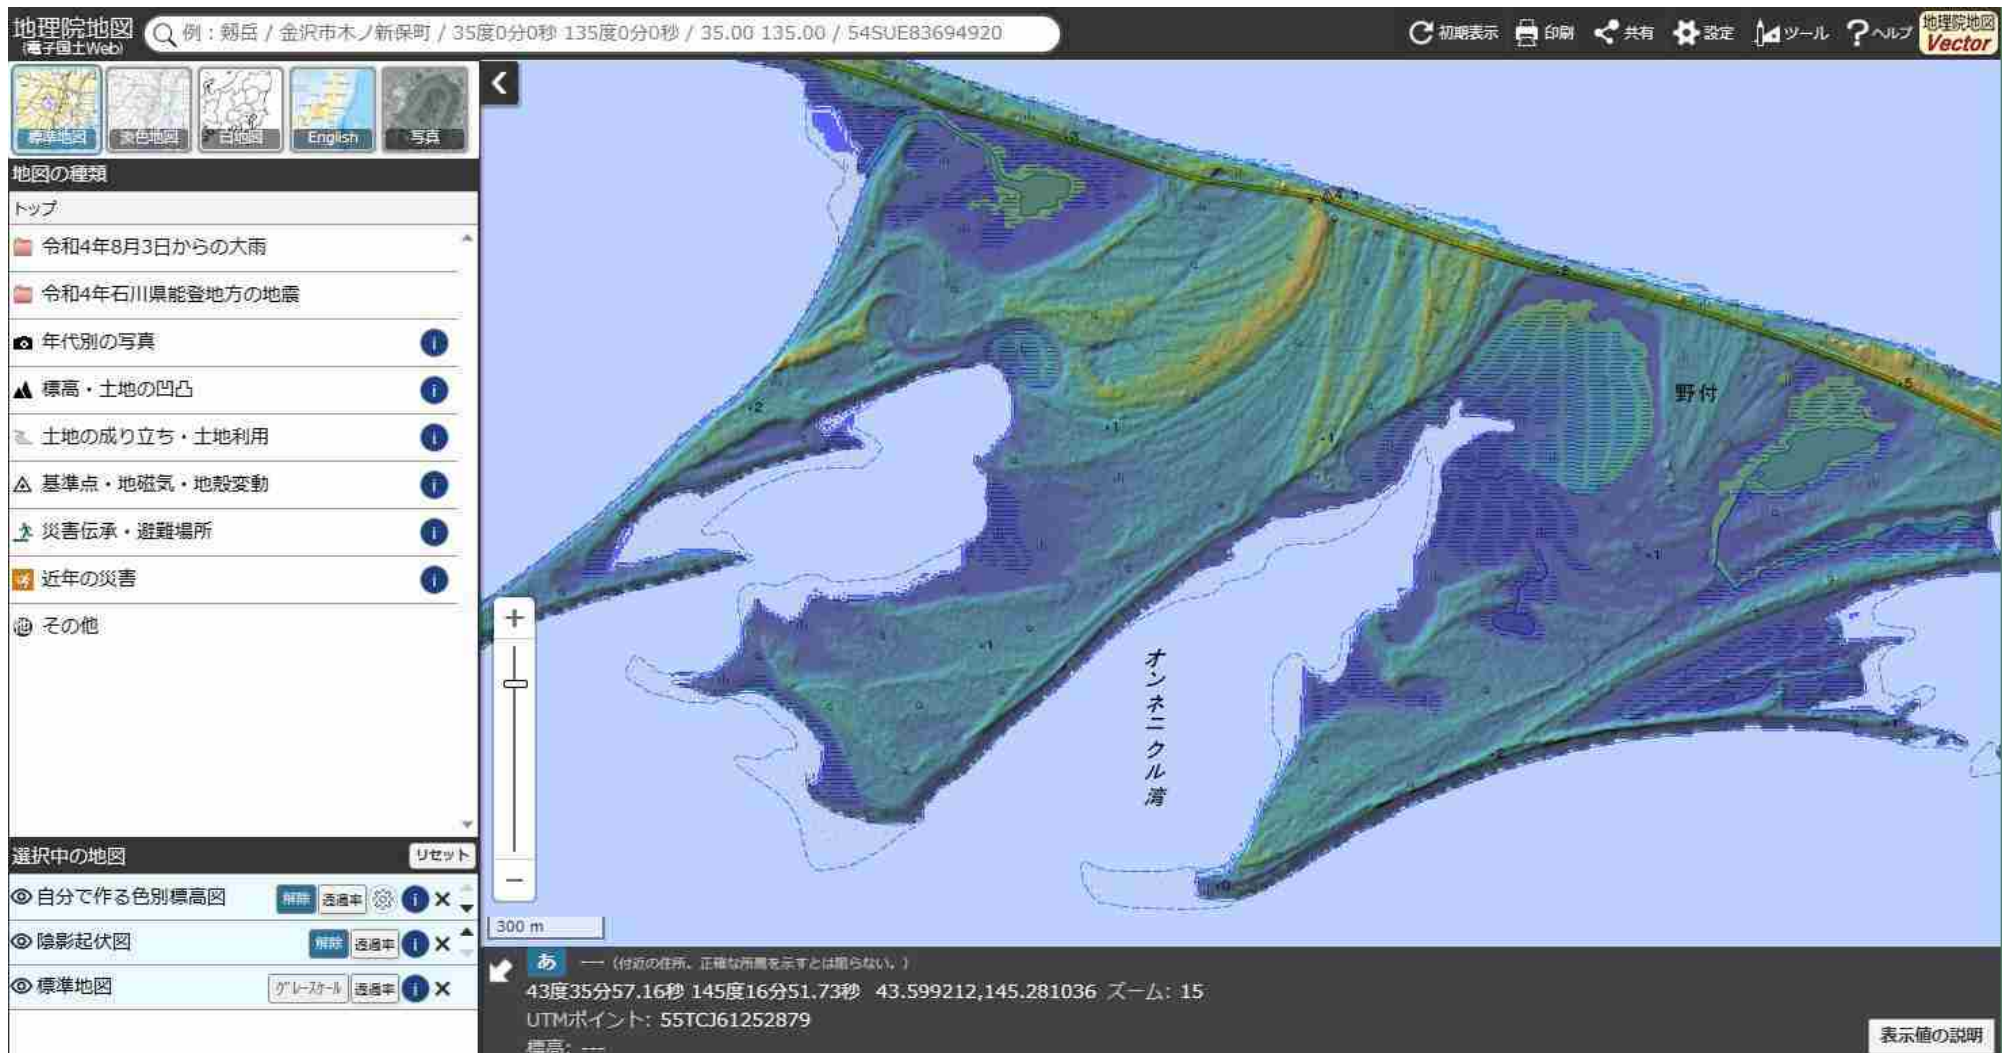 地理院地図
(電子国土Web)
例：剱岳 / 金沢市木ノ新保町 / 35度0分0秒 135度0分0秒 / 35.00 135.00 / 54SUE83694920
初期表示
印刷
共有
設定
ツール
ヘルプ
地理院地図
Vector
標準地図
淡色地図
白地図
English
写真
地図の種類
トップ
令和4年8月3日からの大雨
令和4年石川県能登地方の地震
年代別の写真
標高・土地の凹凸
土地の成り立ち・土地利用
基準点・地磁気・地殻変動
災害伝承・避難場所
近年の災害
その他
選択中の地図
リセット
自分で作る色別標高図
解除
透過率
陰影起伏図
解除
透過率
標準地図
グレースケール
透過率
野付
オンネニクル湾
300 m
あ
--- (付近の住所。正確な所属を示すとは限らない。)
43度35分57.16秒 145度16分51.73秒 43.599212,145.281036 ズーム: 15
UTMポイント: 55TCJ61252879
標高: ---
表示値の説明